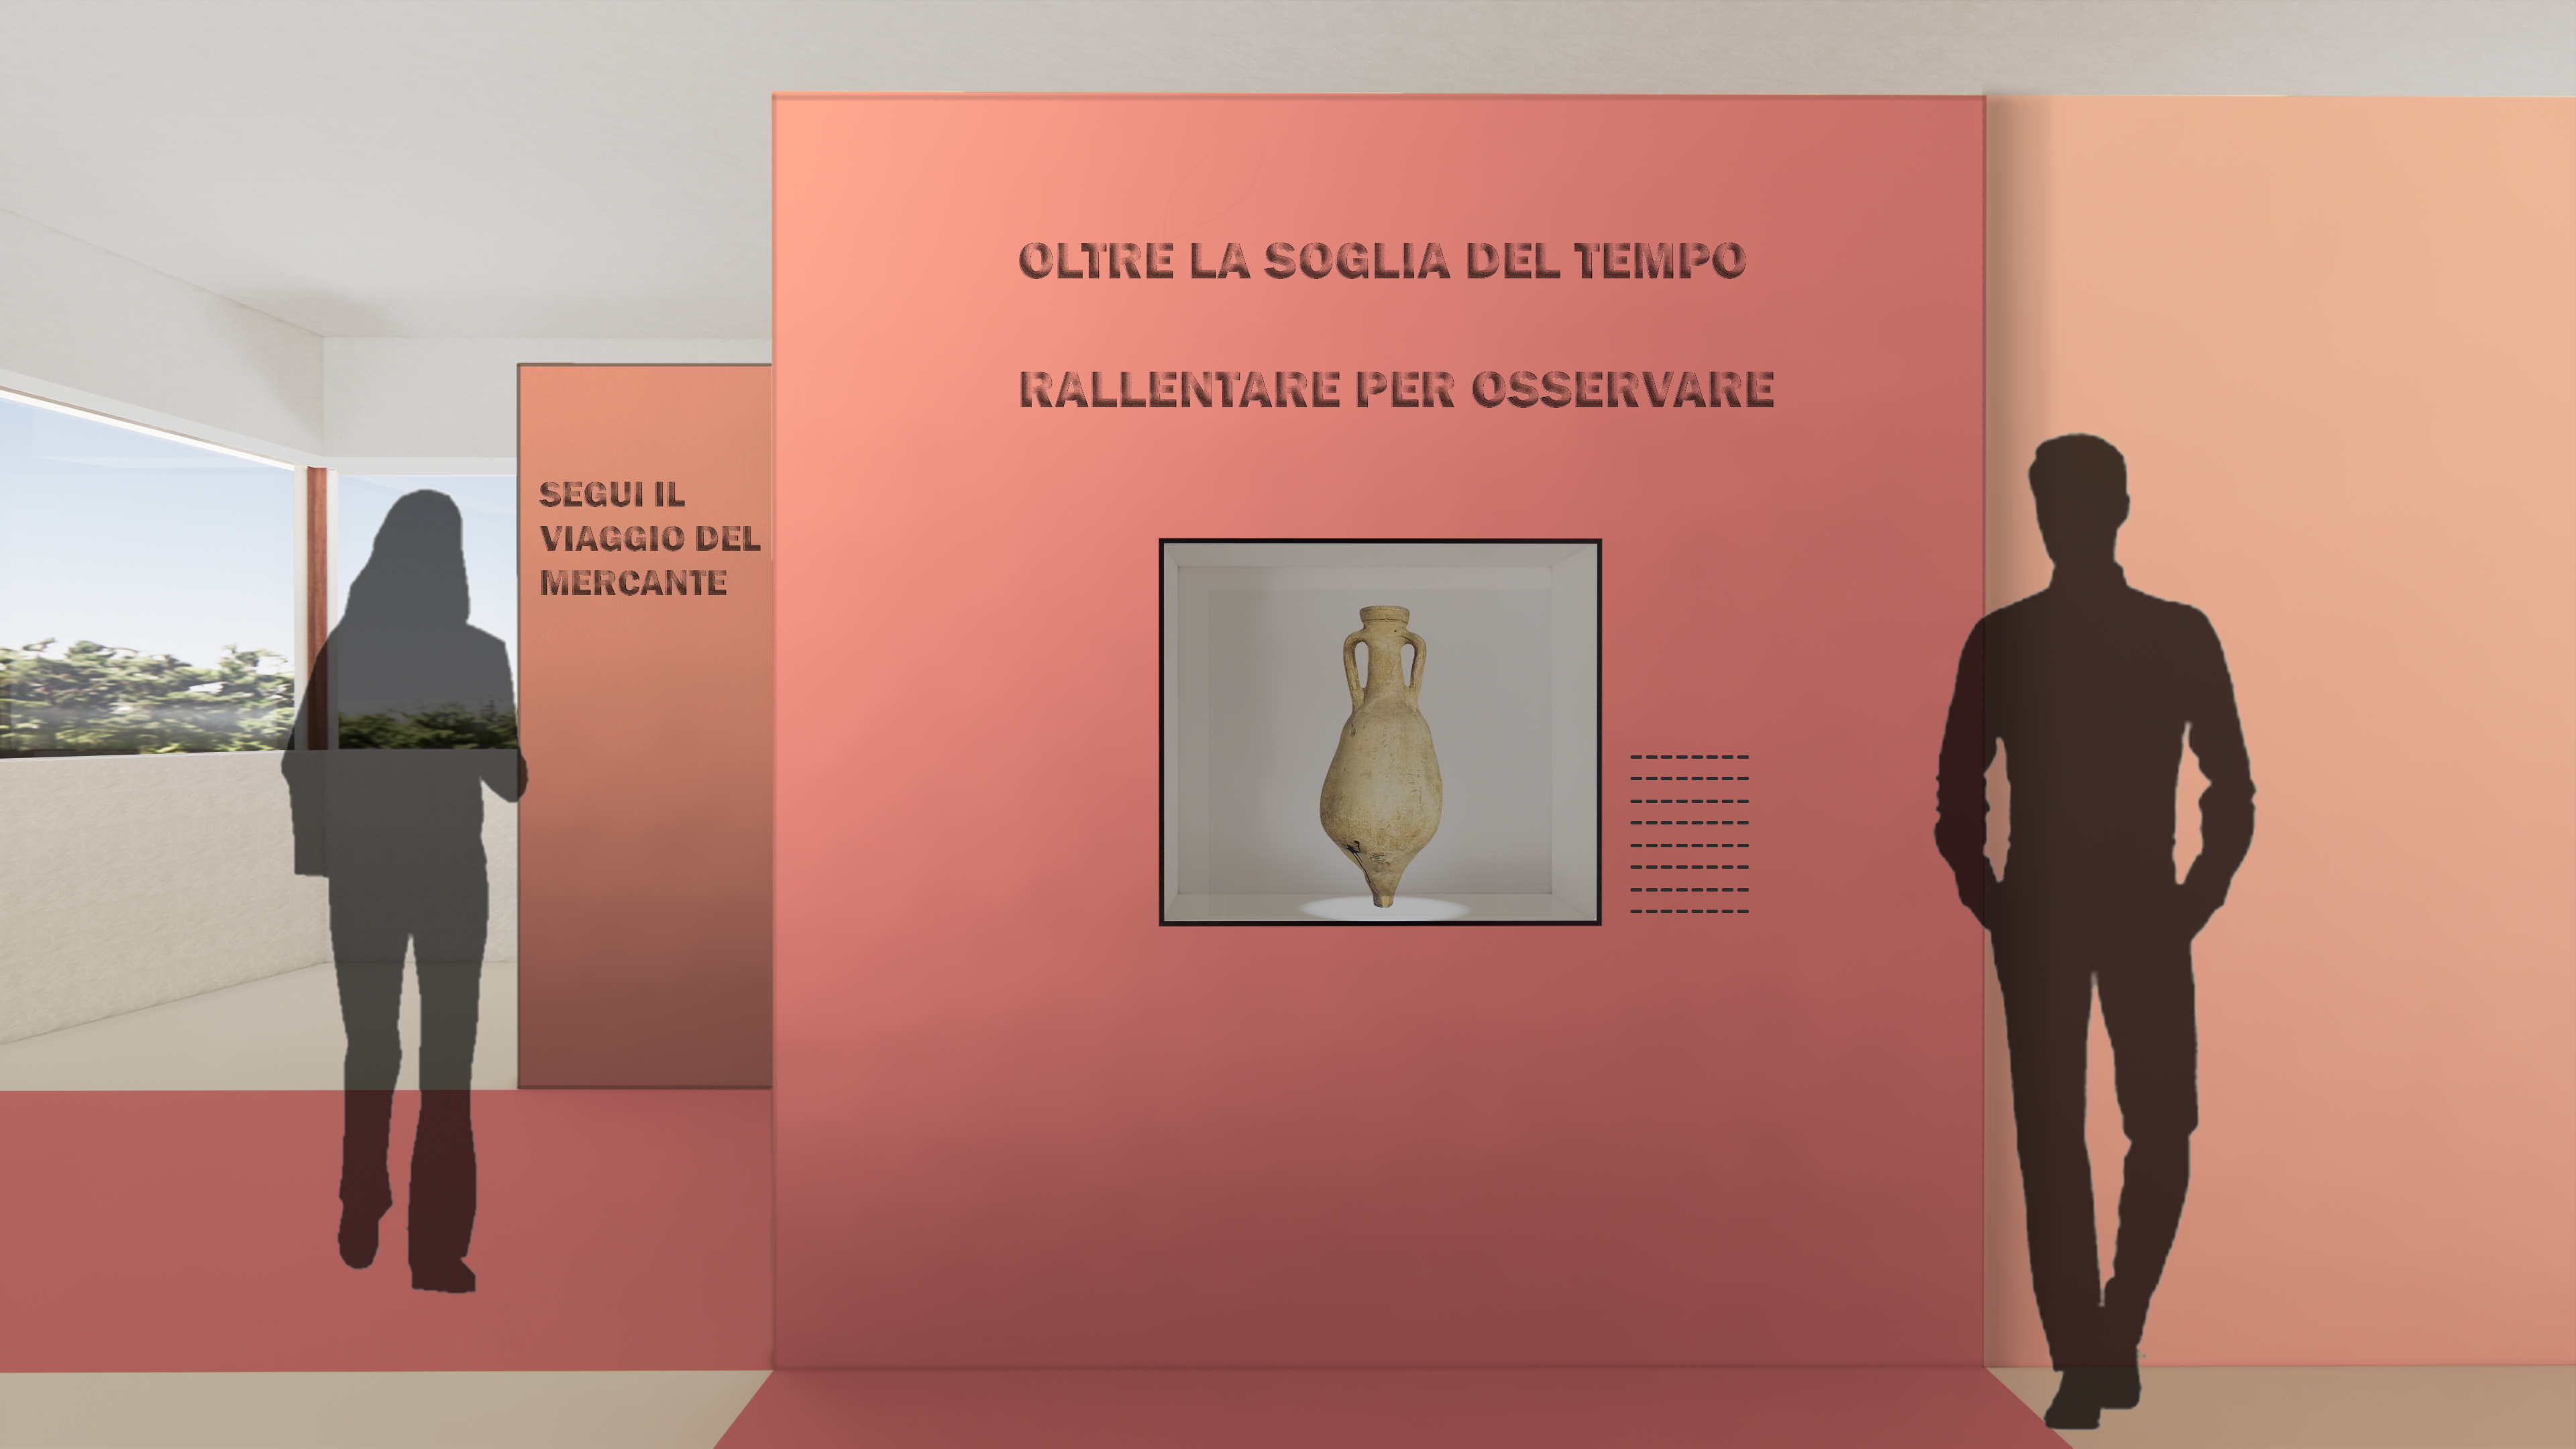 OLTRE LA SOGLIA DEL TEMPO
RALLENTARE PER OSSERVARE
SEGUI IL
VIAGGIO DEL
MERCANTE